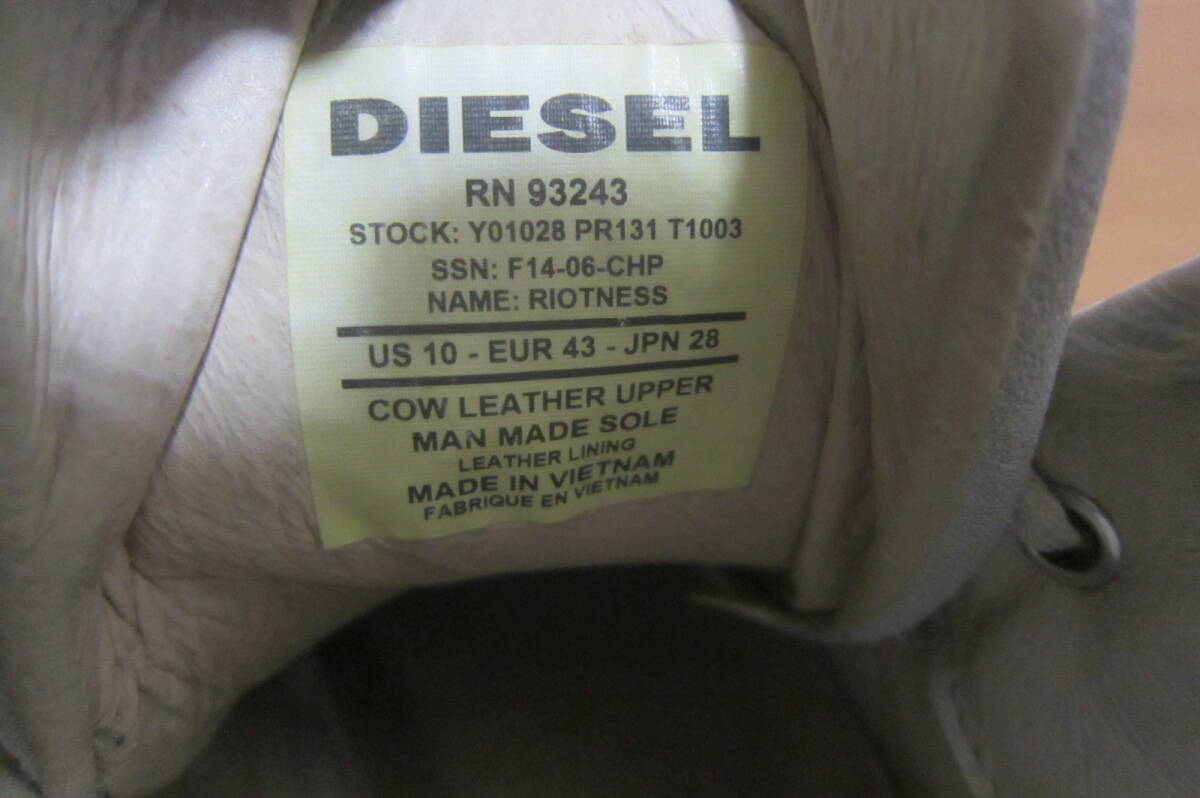 DIESEL
RN 93243
STOCK: Y01028 PR131 T1003
SSN: F14-06-CHP
NAME: RIOTNESS
US 10 - EUR 43 - JPN 28
COW LEATHER UPPER
MAN MADE SOLE
LEATHER LINING
MADE IN VIETNAM
FABRIQUE EN VIETNAM